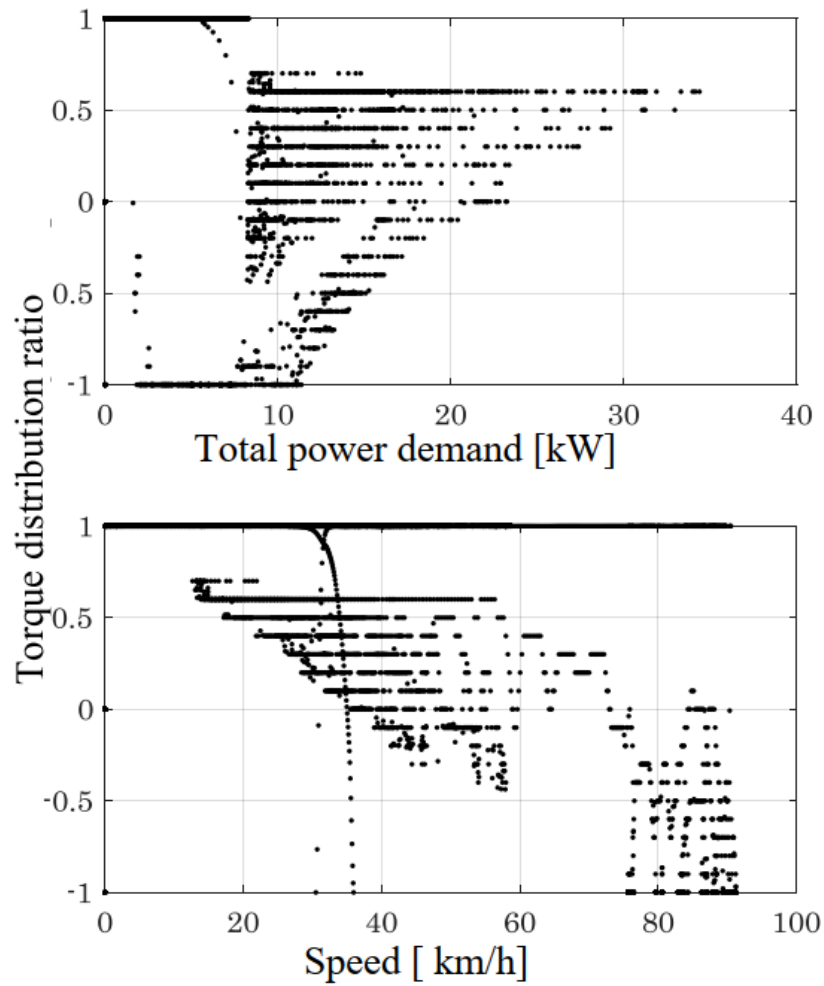 1
0.5
0
0.5
-1
0 10 20 30 40
Total power demand [kW]
Torque distribution ratio
1
0.5
0
-0.5
-1
0 20 40 60 80 100
Speed [ km/h]